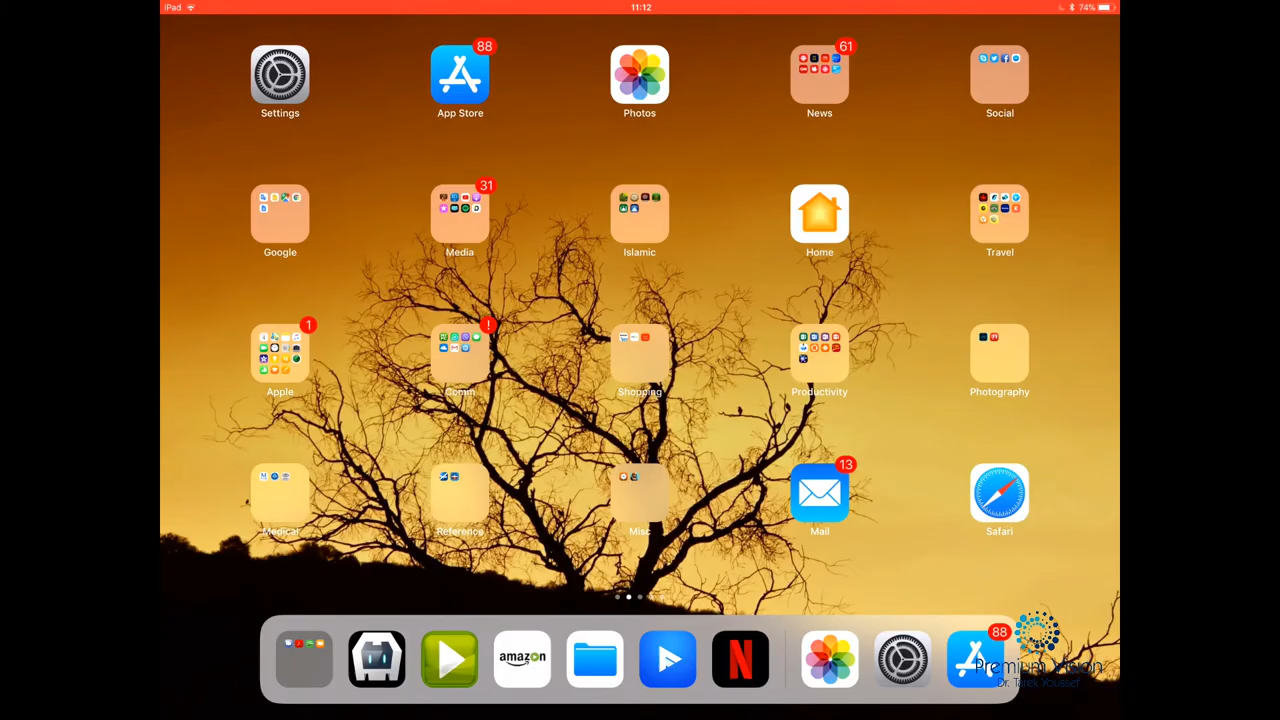 iPad 11:12 74%
88 61
Settings App Store Photos News Social
31
Google Media Islamic Home Travel
1 !
Apple Comm Shopping Productivity Photography
13
Medical Reference Misc Mail Safari
amazon N 88
Premium Vision
Dr. Tarek Youssef